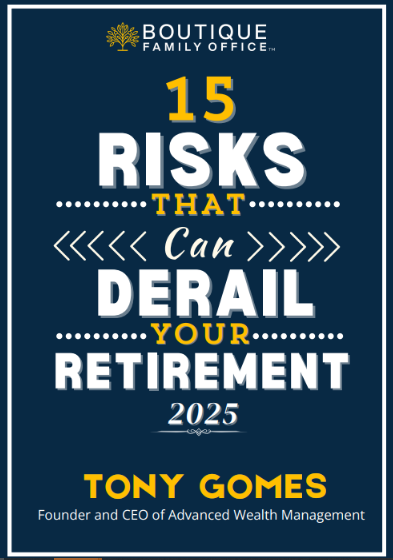 BOUTIQUE
FAMILY OFFICE™
15
RISKS
THAT
Can
DERAIL
YOUR
RETIREMENT
2025
TONY GOMES
Founder and CEO of Advanced Wealth Management